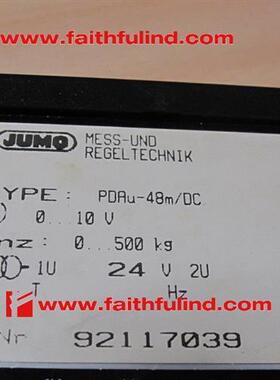 www.faithfulind.com
JUMO
MESS-UND
REGELTECHNIK
YPE: PDAu-48m/DC
0...10 V
nz: 0...500 kg
1U 24 V 2U
T Hz
Nr 92117039
www.faithfulind.com